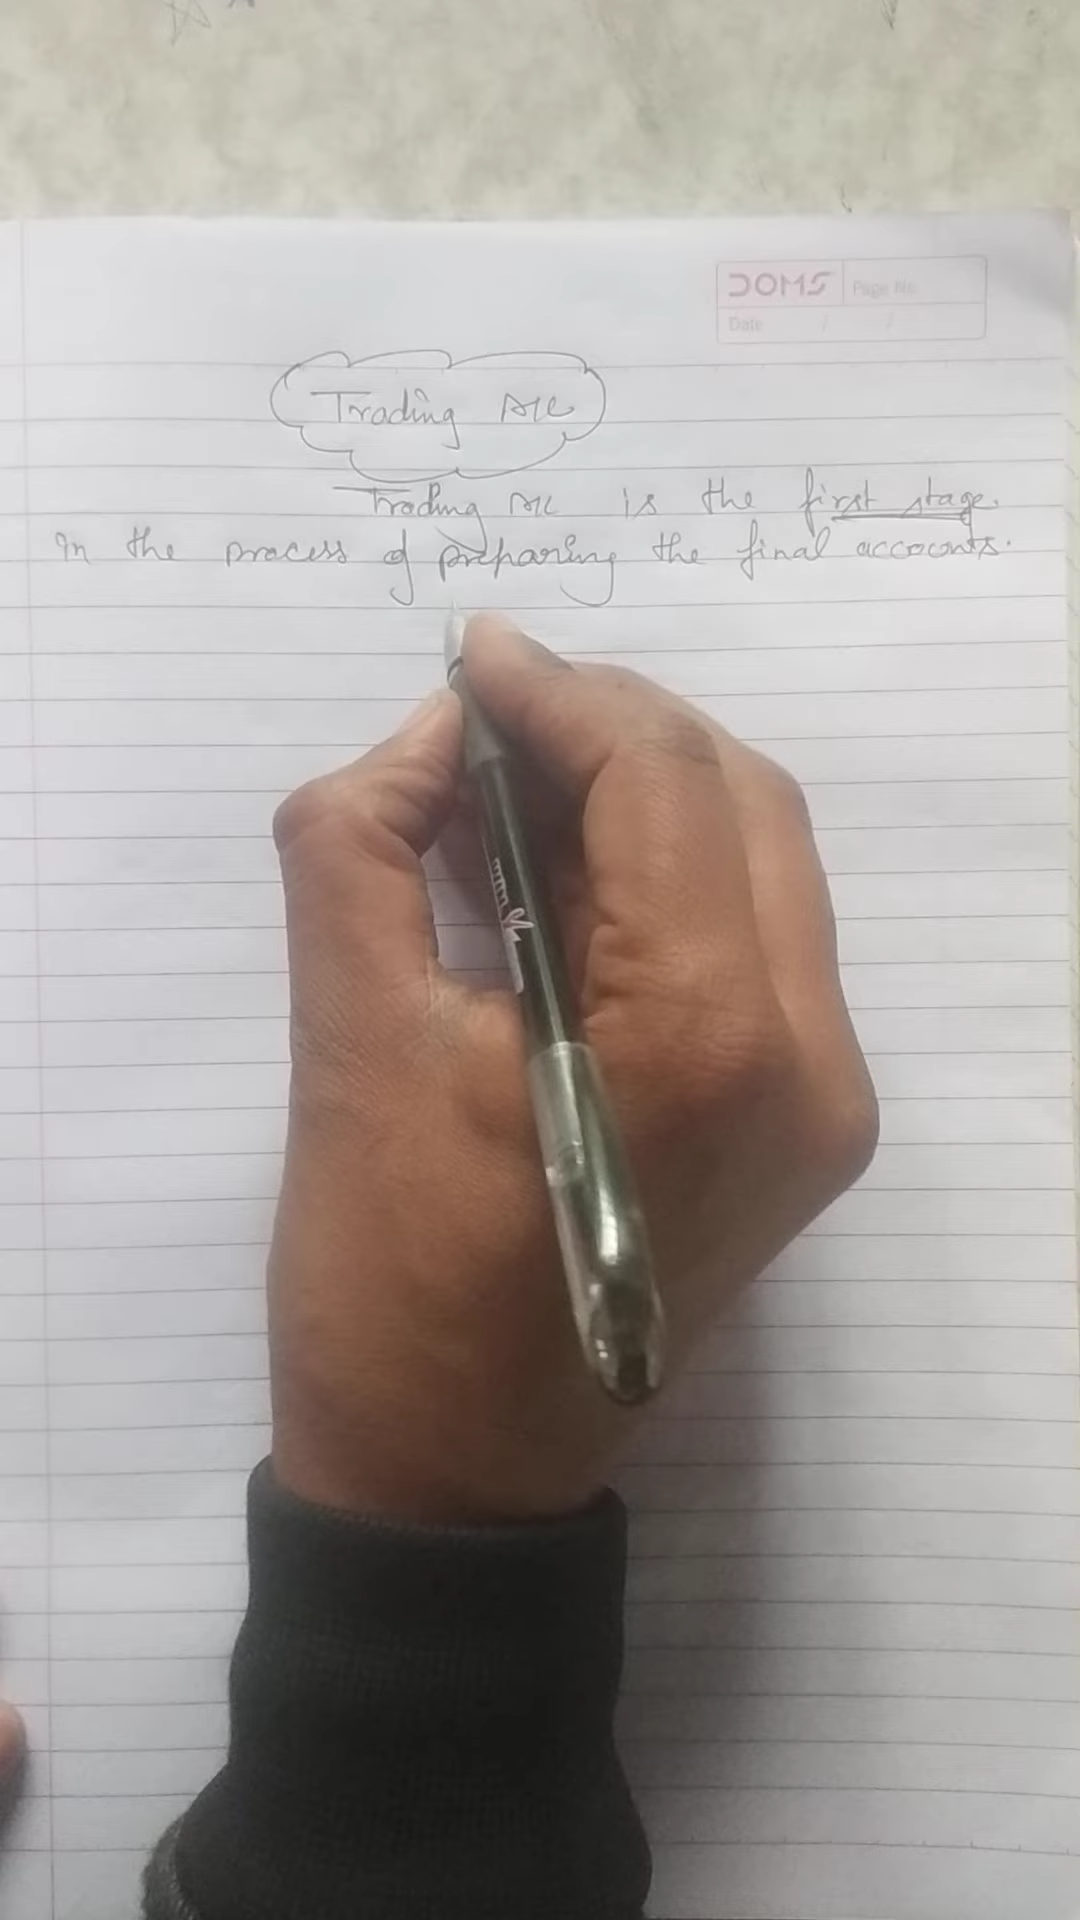 DOMS
Page No.
Date / /
Trading A/c
Trading A/c is the first stage.
in the process of preparing the final accounts.